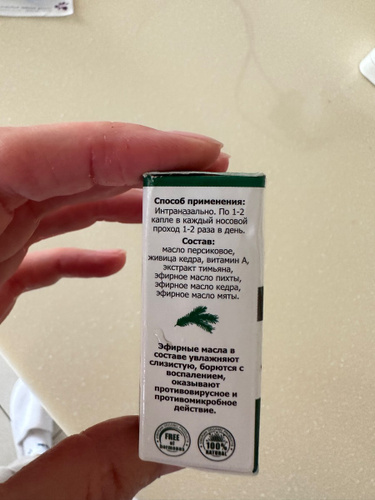 Способ применения:
Интраназально. По 1-2
капле в каждый носовой
проход 1-2 раза в день.
Состав:
масло персиковое,
живица кедра, витамин А,
экстракт тимьяна,
эфирное масло пихты,
эфирное масло кедра,
эфирное масло мяты.
Эфирные масла в
составе увлажняют
слизистую, борются с
воспалением,
оказывают
противовирусное и
противомикробное
действие.
FREE
of
hormones
100%
NATURAL